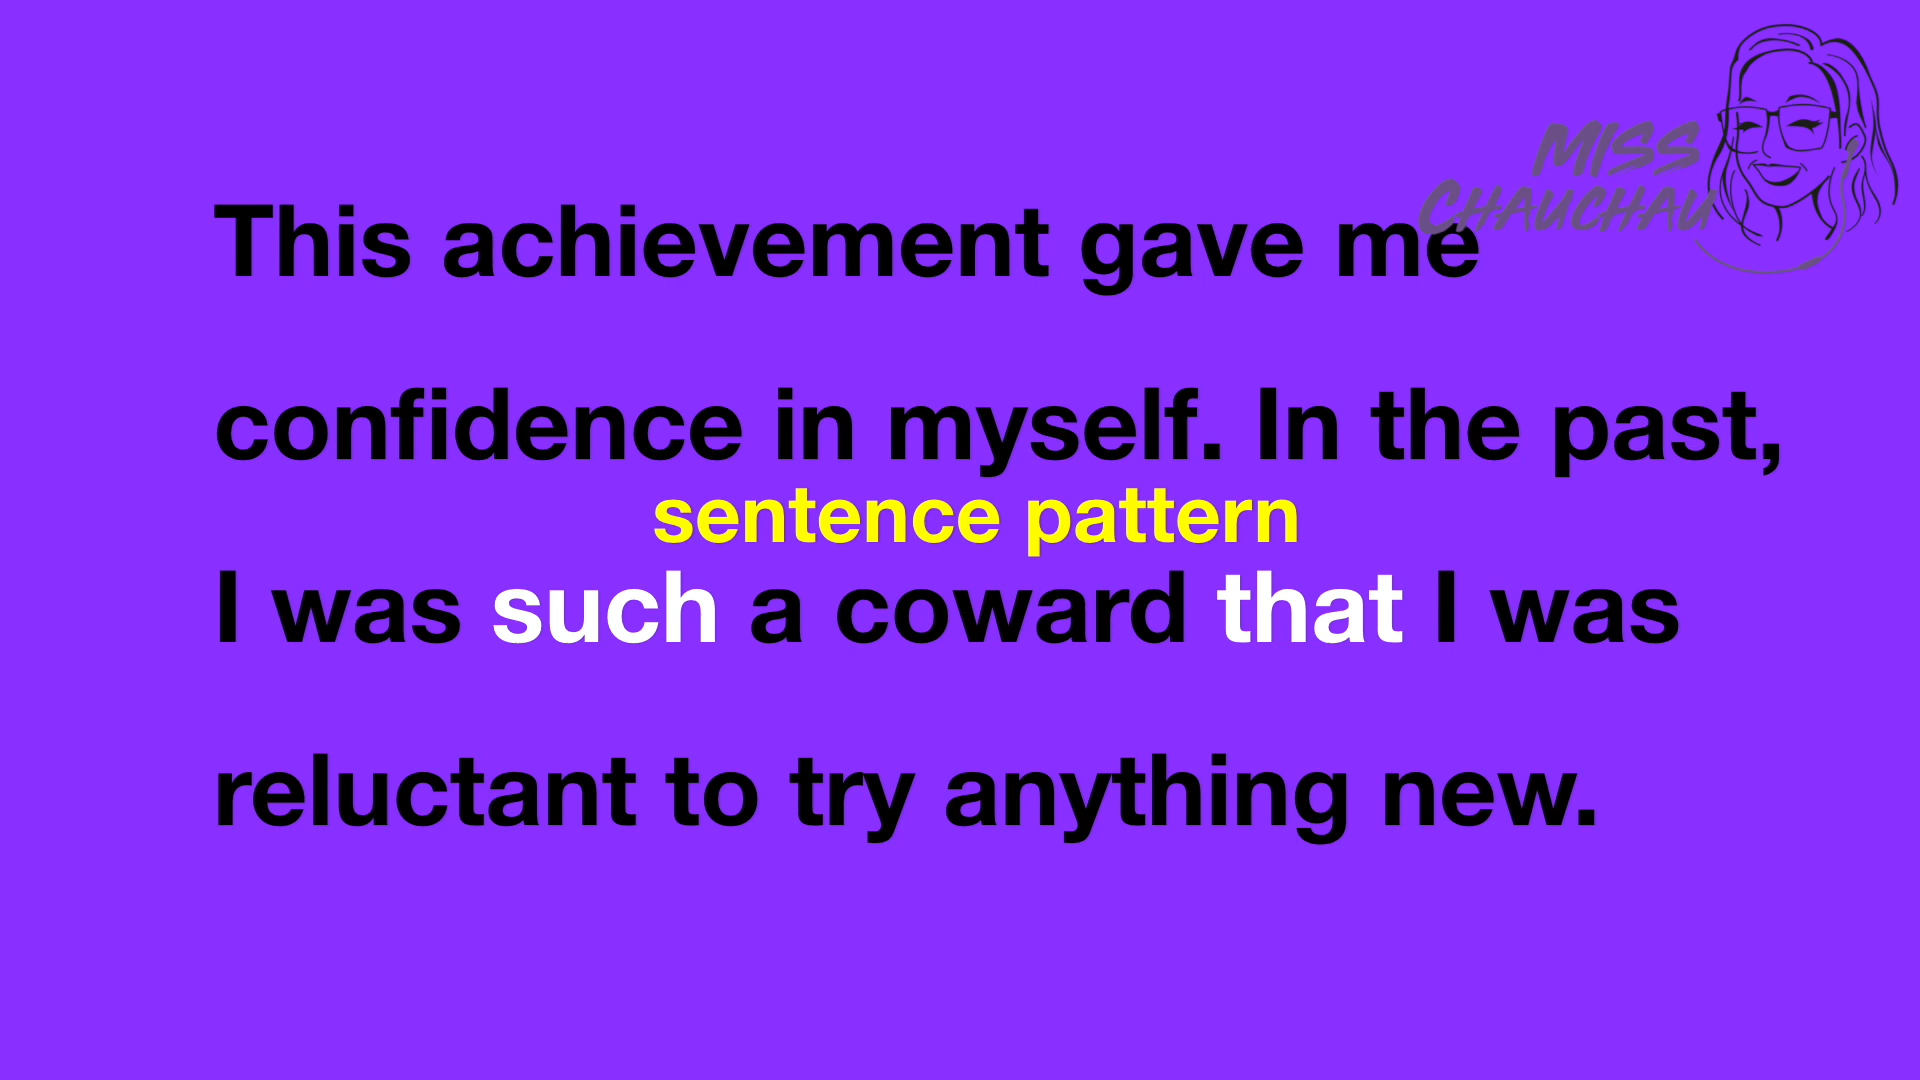 MISS
CHAUCHAU
This achievement gave me
confidence in myself. In the past,
sentence pattern
I was such a coward that I was
reluctant to try anything new.